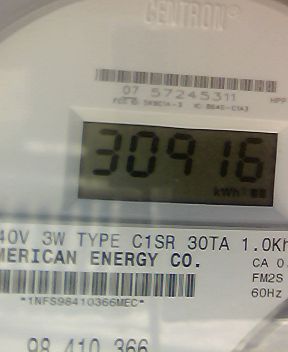 CENTRON®
07 57245311
HPP
30916
kWh
40V 3W TYPE C1SR 30TA 1.0Kh
MERICAN ENERGY CO.
CA 0.
FM2S
60Hz
*1NFS98410366MEC*
98 410 366